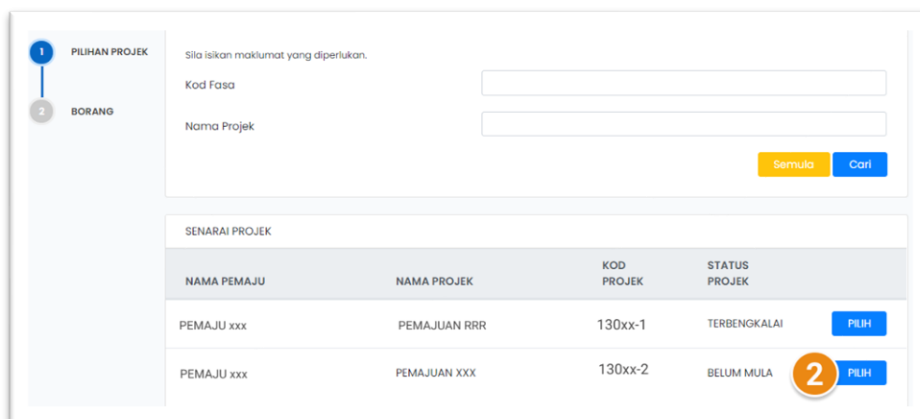 1 PILIHAN PROJEK
2 BORANG
Sila isikan maklumat yang diperlukan.
Kod Fasa
Nama Projek
Semula Cari
SENARAI PROJEK
NAMA PEMAJU NAMA PROJEK KOD PROJEK STATUS PROJEK
PEMAJU xxx PEMAJUAN RRR 130xx-1 TERBENGKALAI PILIH
PEMAJU xxx PEMAJUAN XXX 130xx-2 BELUM MULA 2 PILIH